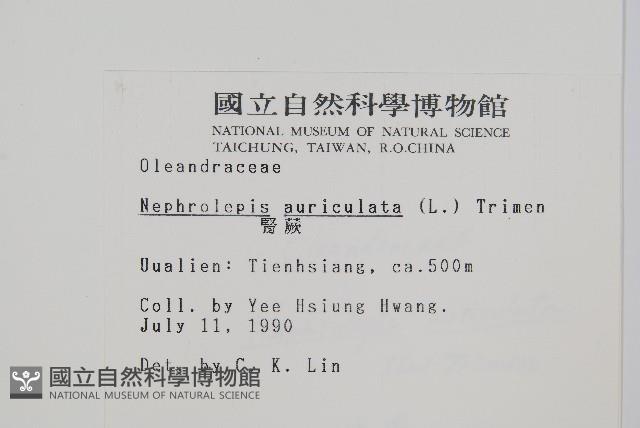 國立自然科學博物館
NATIONAL MUSEUM OF NATURAL SCIENCE
TAICHUNG, TAIWAN, R.O.CHINA
Oleandraceae
Nephrolepis auriculata (L.) Trimen
腎蕨
Uualien: Tienhsiang, ca.500m
Coll. by Yee Hsiung Hwang.
July 11, 1990
Det. by C. K. Lin
國立自然科學博物館
NATIONAL MUSEUM OF NATURAL SCIENCE